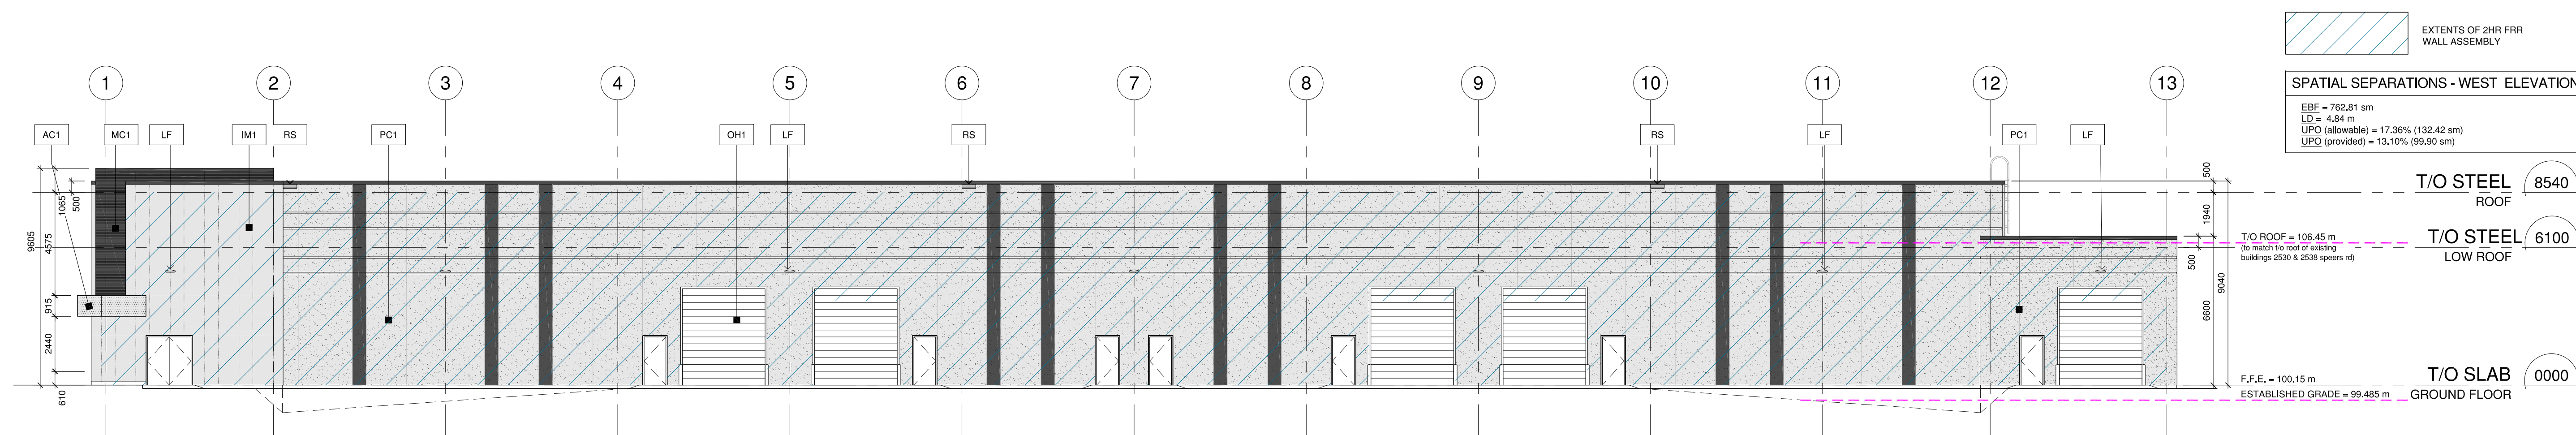 EXTENTS OF 2HR FRR
WALL ASSEMBLY
SPATIAL SEPARATIONS - WEST ELEVATION
EBF = 762.81 sm
LD = 4.84 m
UPO (allowable) = 17.36% (132.42 sm)
UPO (provided) = 13.10% (99.90 sm)
1 2 3 4 5 6 7 8 9 10 11 12 13
AC1 MC1 LF IM1 RS PC1 OH1 LF RS RS LF PC1 LF
9605
1065
500
4575
915
2440
610
500
1940
500
6600
9040
T/O STEEL 8540
ROOF
T/O ROOF = 106.45 m
(to match t/o roof of existing
buildings 2530 & 2538 speers rd)
T/O STEEL 6100
LOW ROOF
F.F.E. = 100.15 m
T/O SLAB 0000
ESTABLISHED GRADE = 99.485 m
GROUND FLOOR